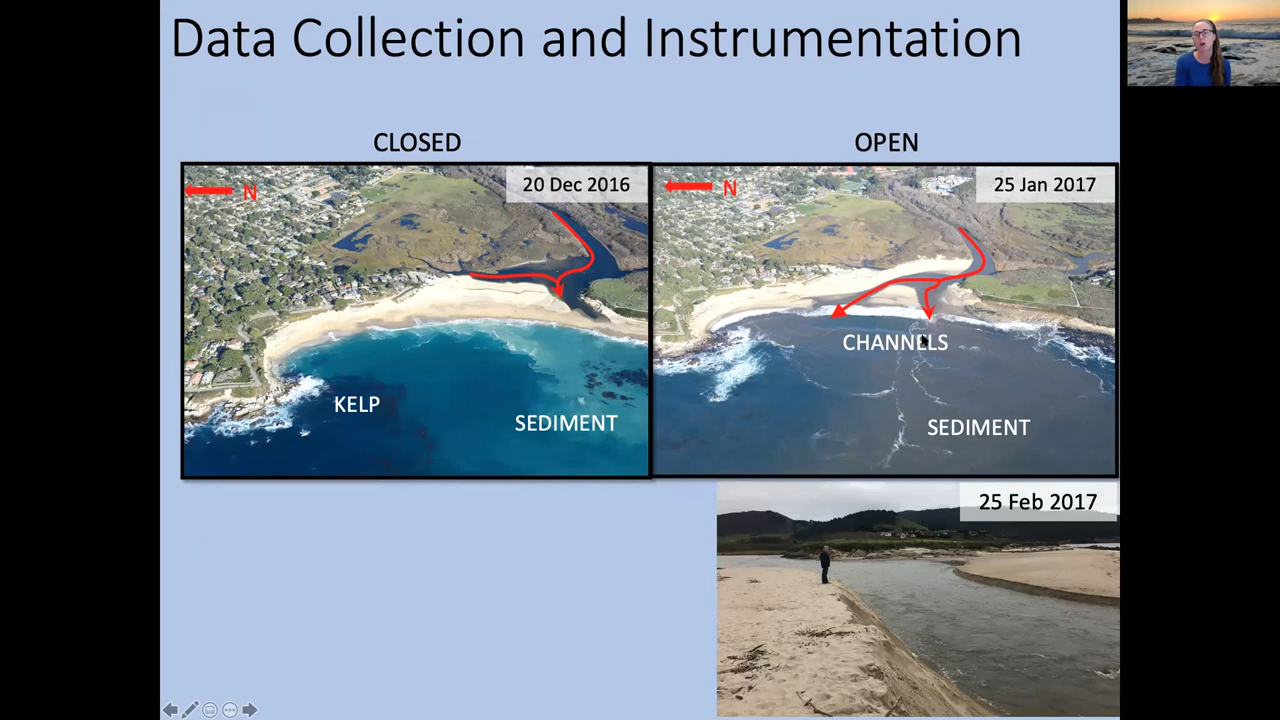 Data Collection and Instrumentation
CLOSED
OPEN
N
20 Dec 2016
N
25 Jan 2017
KELP
SEDIMENT
CHANNELS
SEDIMENT
25 Feb 2017